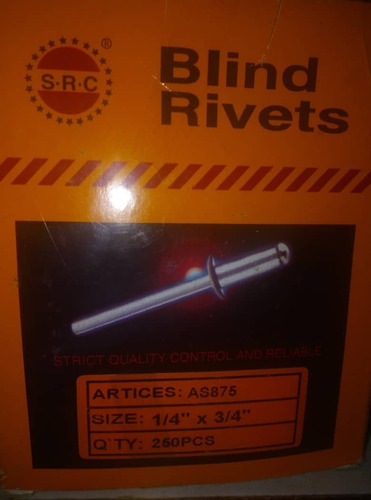 S·R·C
®
Blind
Rivets
STRICT QUALITY CONTROL AND RELIABLE
ARTICES: AS875
SIZE: 1/4" x 3/4"
Q'TY: 250PCS